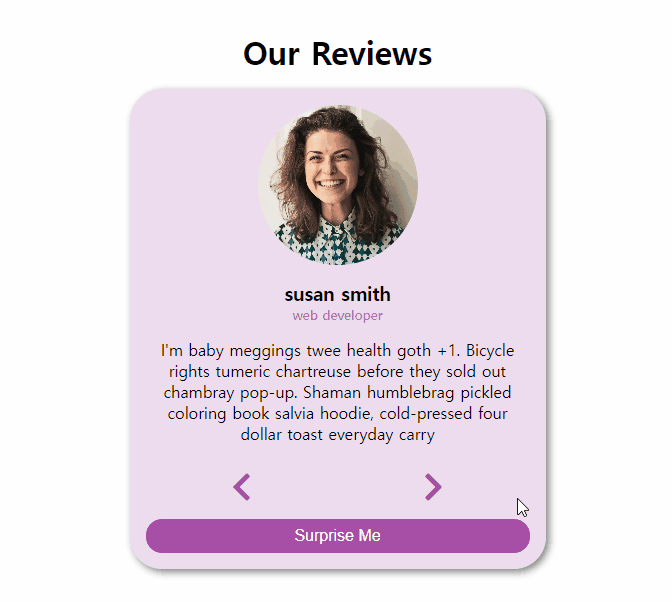 Our Reviews
susan smith
web developer
I'm baby meggings twee health goth +1. Bicycle
rights tumeric chartreuse before they sold out
chambray pop-up. Shaman humblebrag pickled
coloring book salvia hoodie, cold-pressed four
dollar toast everyday carry
Surprise Me